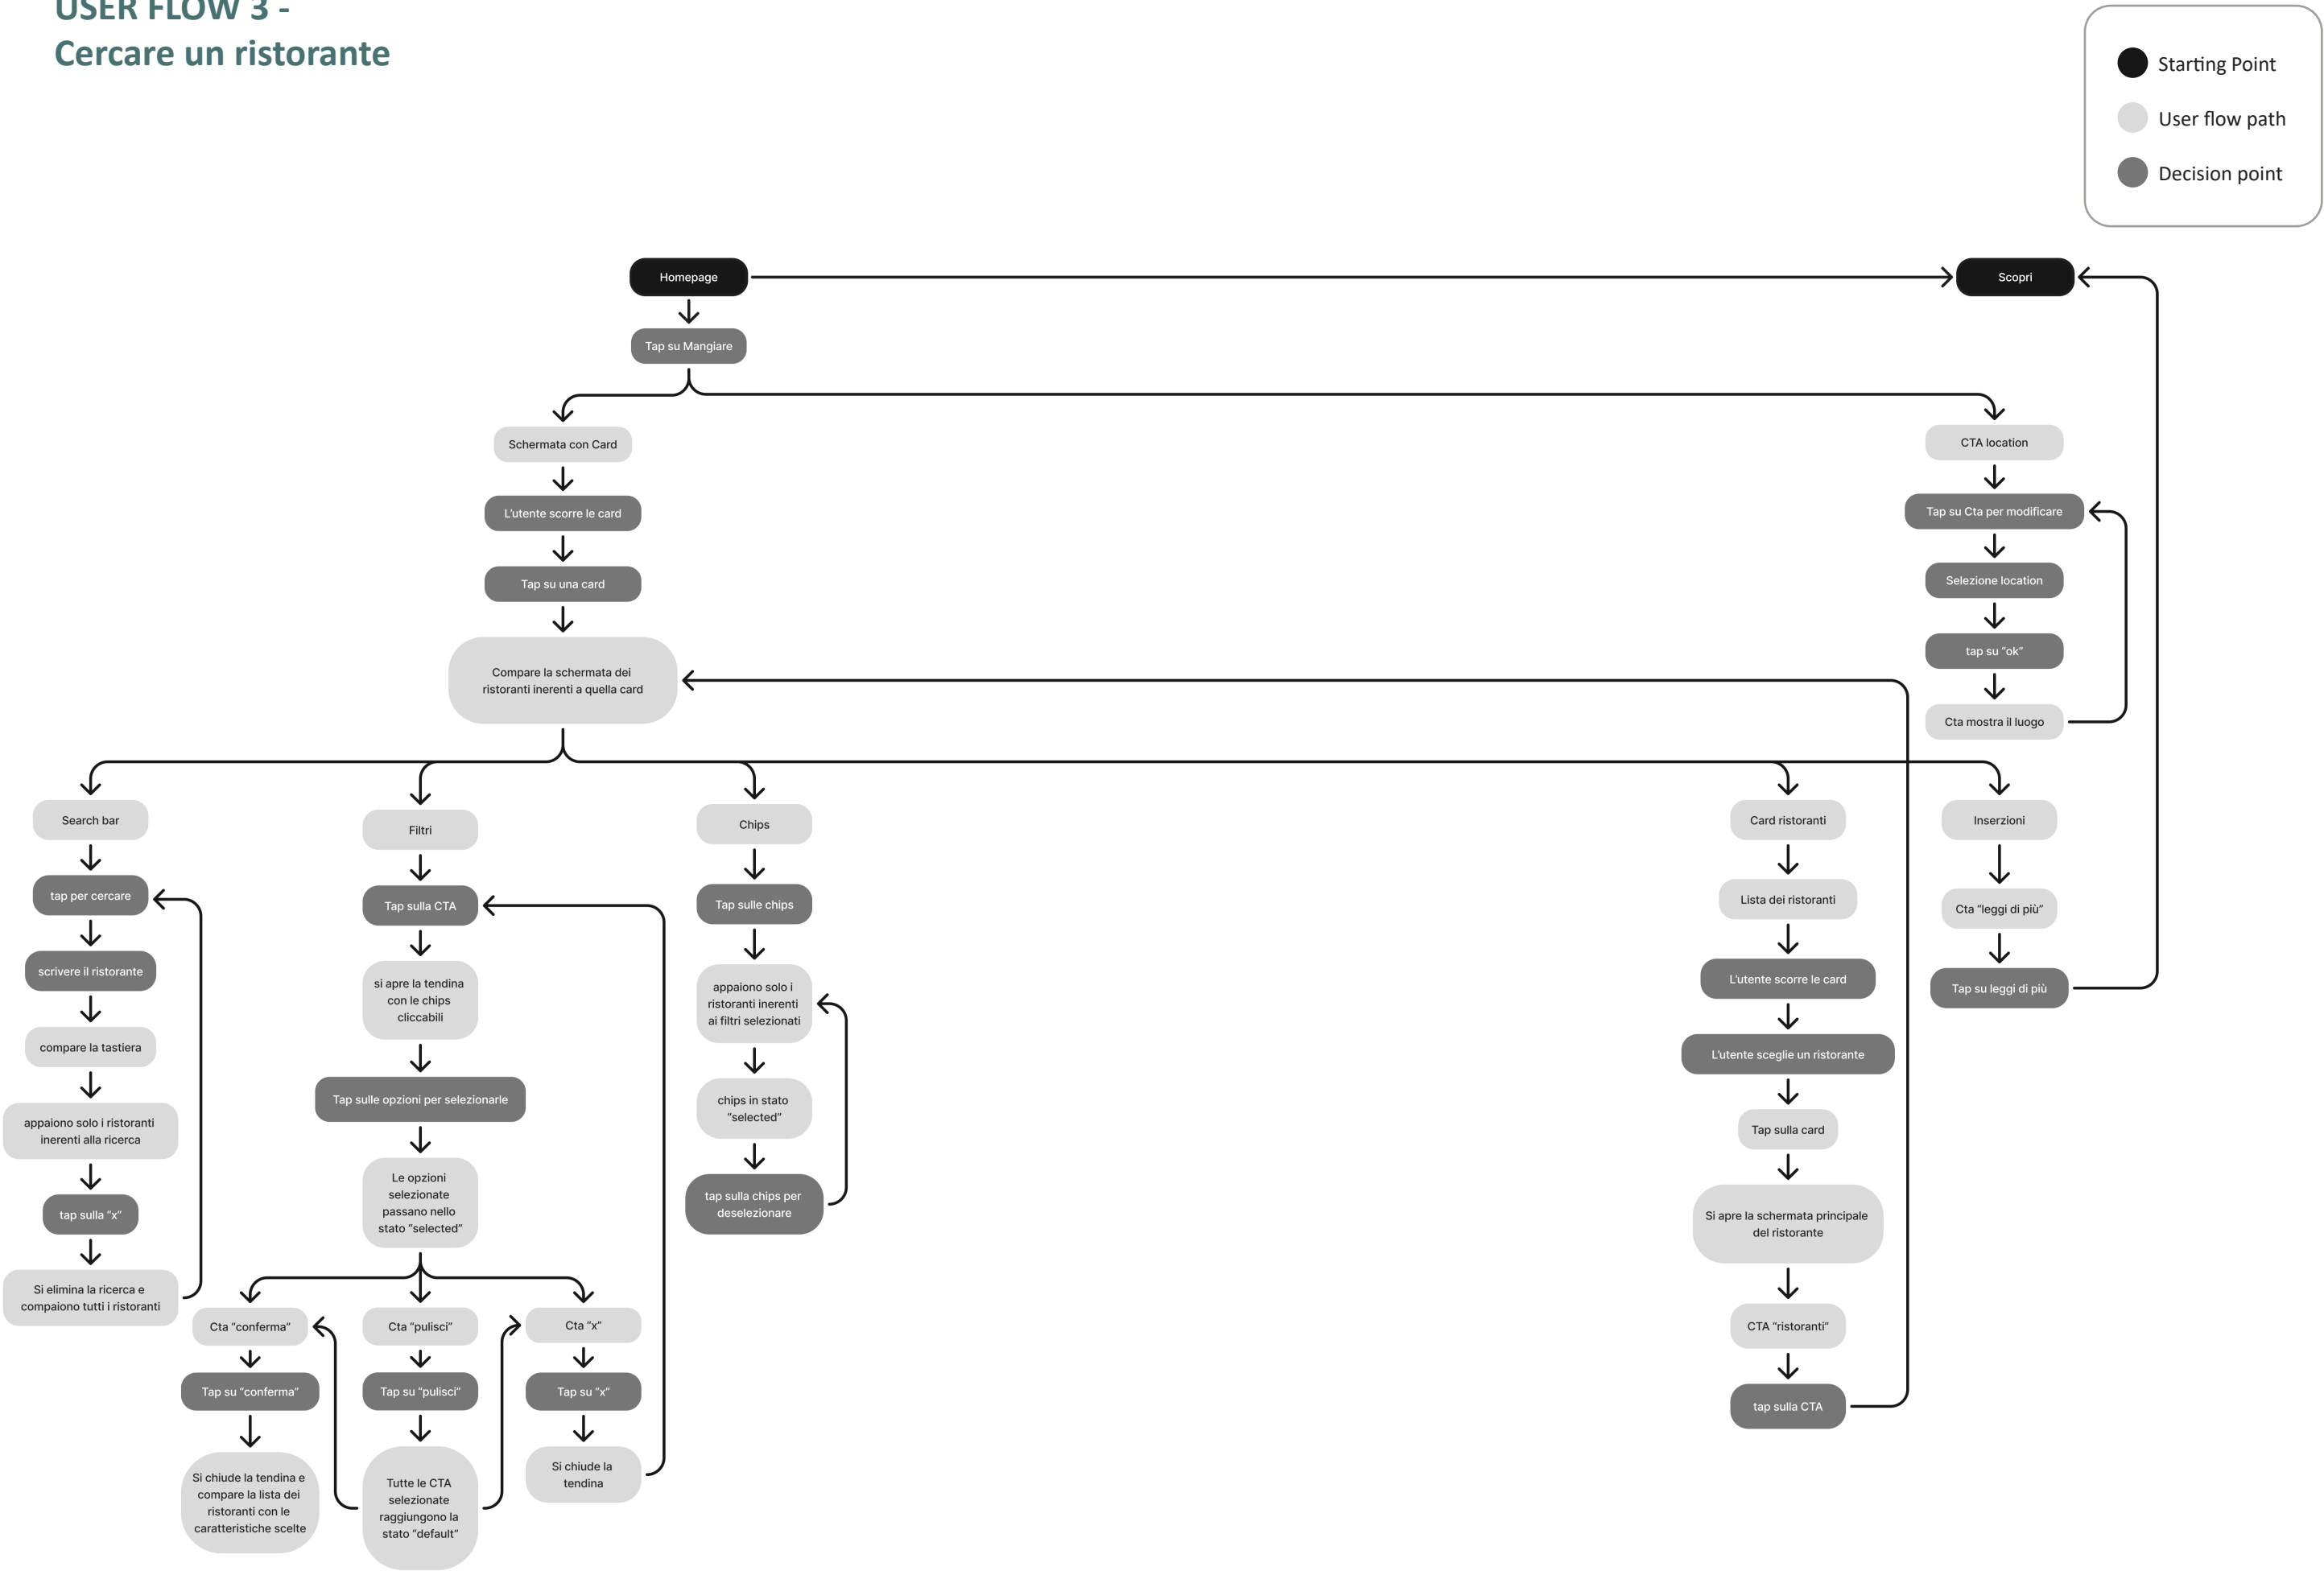 USER FLOW 3 -
Cercare un ristorante
Starting Point
User flow path
Decision point
Homepage
Scopri
Tap su Mangiare
Schermata con Card
L'utente scorre le card
Tap su una card
Compare la schermata dei
ristoranti inerenti a quella card
CTA location
Tap su Cta per modificare
Selezione location
tap su "ok"
Cta mostra il luogo
Search bar
tap per cercare
scrivere il ristorante
compare la tastiera
appaiono solo i ristoranti
inerenti alla ricerca
tap sulla "x"
Si elimina la ricerca e
compaiono tutti i ristoranti
Filtri
Tap sulla CTA
si apre la tendina
con le chips
cliccabili
Tap sulle opzioni per selezionarle
Le opzioni
selezionate
passano nello
stato "selected"
Cta "conferma"
Tap su "conferma"
Si chiude la tendina e
compare la lista dei
ristoranti con le
caratteristiche scelte
Cta "pulisci"
Tap su "pulisci"
Tutte le CTA
selezionate
raggiungono la
stato "default"
Cta "x"
Tap su "x"
Si chiude la
tendina
Chips
Tap sulle chips
appaiono solo i
ristoranti inerenti
ai filtri selezionati
chips in stato
"selected"
tap sulla chips per
deselezionare
Card ristoranti
Lista dei ristoranti
L'utente scorre le card
L'utente sceglie un ristorante
Tap sulla card
Si apre la schermata principale
del ristorante
CTA "ristoranti"
tap sulla CTA
Inserzioni
Cta "leggi di più"
Tap su leggi di più